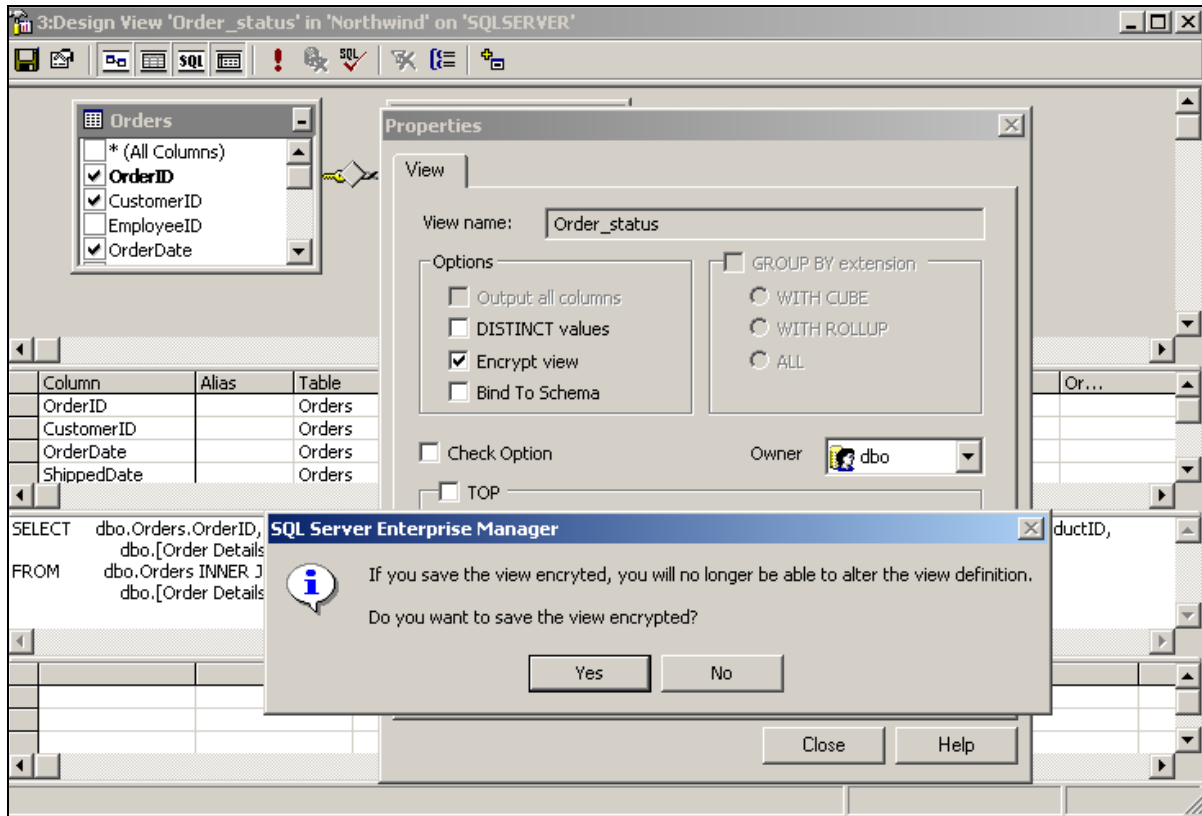 3:Design View 'Order_status' in 'Northwind' on 'SQLSERVER'
SQL SQL
Orders
* (All Columns)
OrderID
CustomerID
EmployeeID
OrderDate
Properties
View
View name: Order_status
Options
Output all columns
DISTINCT values
Encrypt view
Bind To Schema
GROUP BY extension
WITH CUBE
WITH ROLLUP
ALL
Check Option
Owner dbo
TOP
Column Alias Table Or...
OrderID Orders
CustomerID Orders
OrderDate Orders
ShippedDate Orders
SELECT dbo.Orders.OrderID, ductID,
dbo.[Order Details
FROM dbo.Orders INNER J
dbo.[Order Details
SQL Server Enterprise Manager
If you save the view encryted, you will no longer be able to alter the view definition.
Do you want to save the view encrypted?
Yes No
Close Help